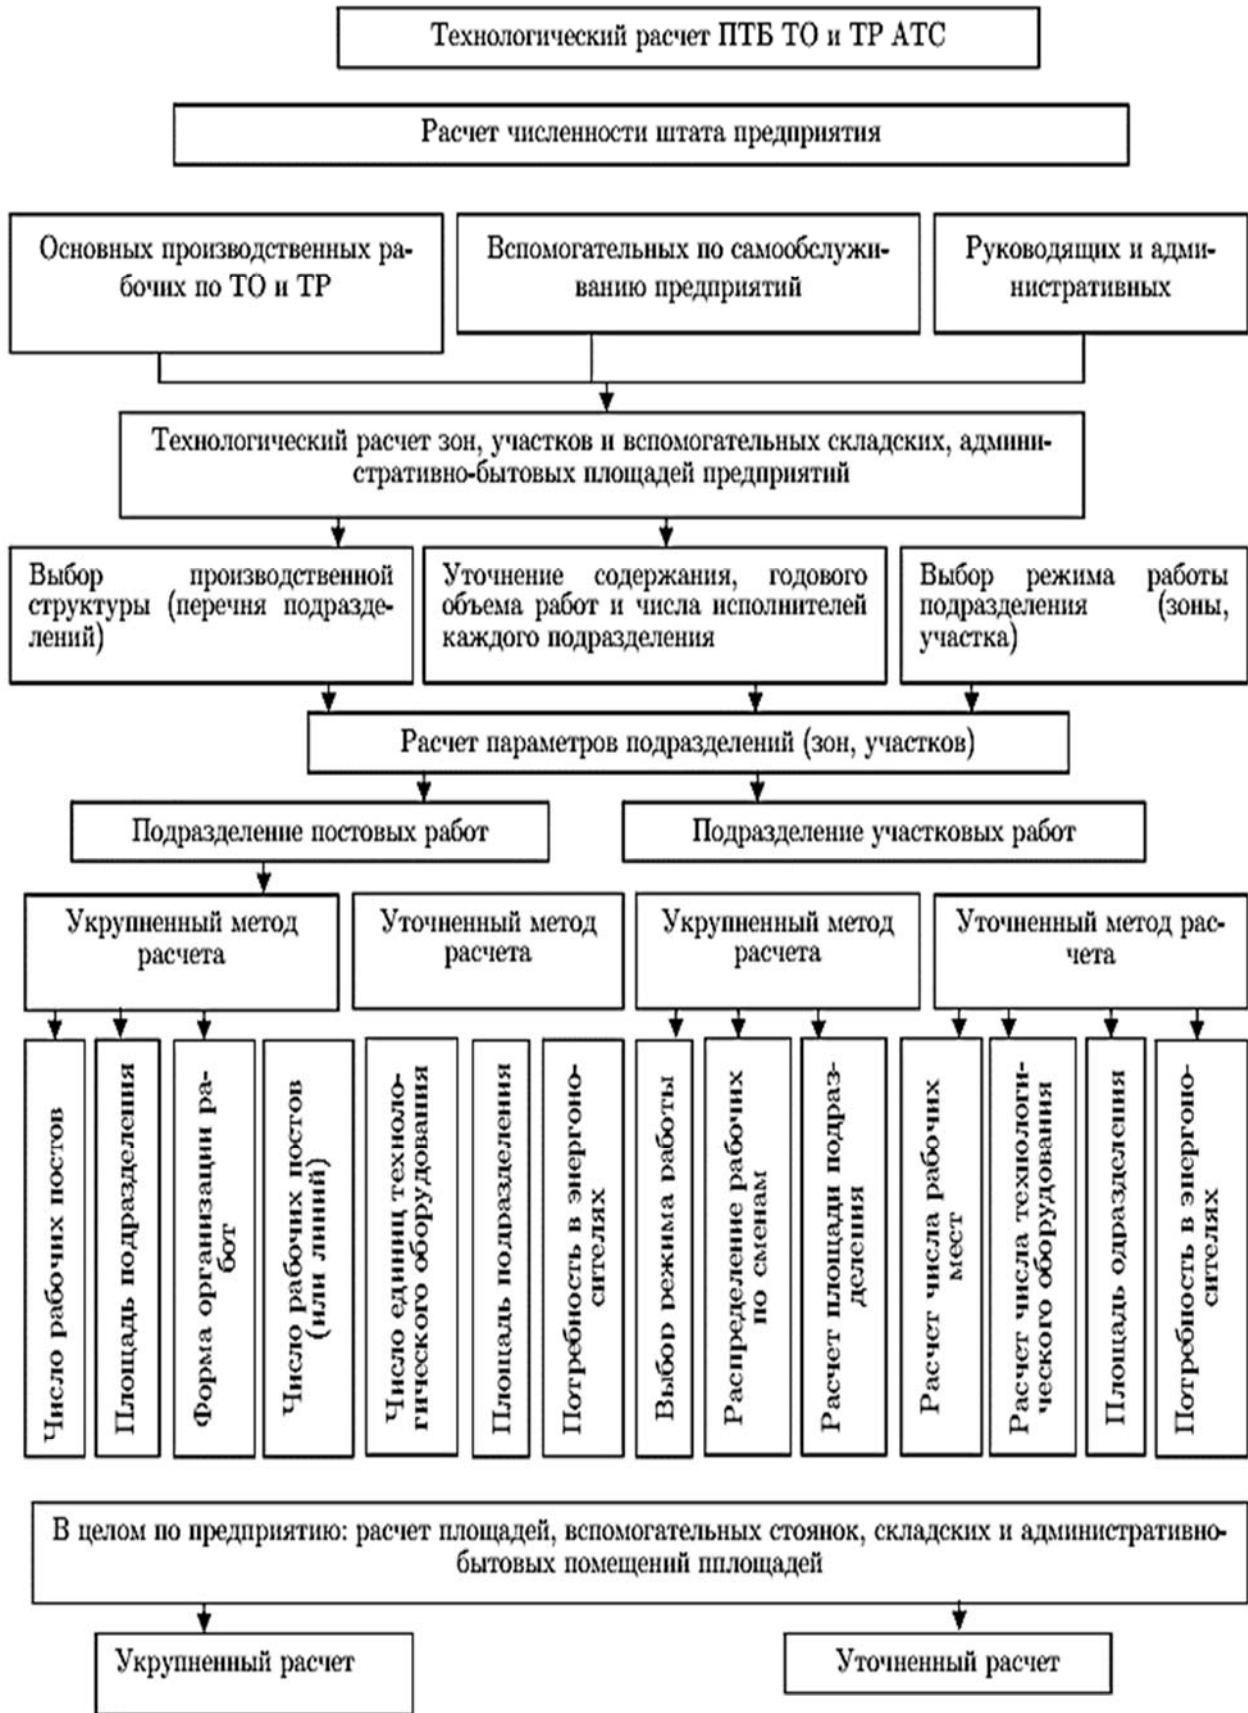 Технологический расчет ПТБ ТО и ТР АТС
Расчет численности штата предприятия
Основных производственных ра-
бочих по ТО и ТР
Вспомогательных по самообслужи-
ванию предприятий
Руководящих и адми-
нистративных
Технологический расчет зон, участков и вспомогательных складских, админи-
стративно-бытовых площадей предприятий
Выбор производственной
структуры (перечня подразде-
лений)
Уточнение содержания, годового
объема работ и числа исполнителей
каждого подразделения
Выбор режима работы
подразделения (зоны,
участка)
Расчет параметров подразделений (зон, участков)
Подразделение постовых работ
Подразделение участковых работ
Укрупненный метод
расчета
Уточненный метод
расчета
Укрупненный метод
расчета
Уточненный метод рас-
чета
Число рабочих постов
Площадь подразделения
Форма организации ра-
бот
Число рабочих постов
(или линий)
Число единиц техноло-
гического оборудования
Площадь подразделения
Потребность в энергоно-
сителях
Выбор режима работы
Распределение рабочих
по сменам
Расчет площади подраз-
деления
Расчет числа рабочих
мест
Расчет числа технологи-
ческого оборудования
Площадь одразделения
Потребность в энергоно-
сителях
В целом по предприятию: расчет площадей, вспомогательных стоянок, складских и административно-
бытовых помещений пплощадей
Укрупненный расчет
Уточненный расчет